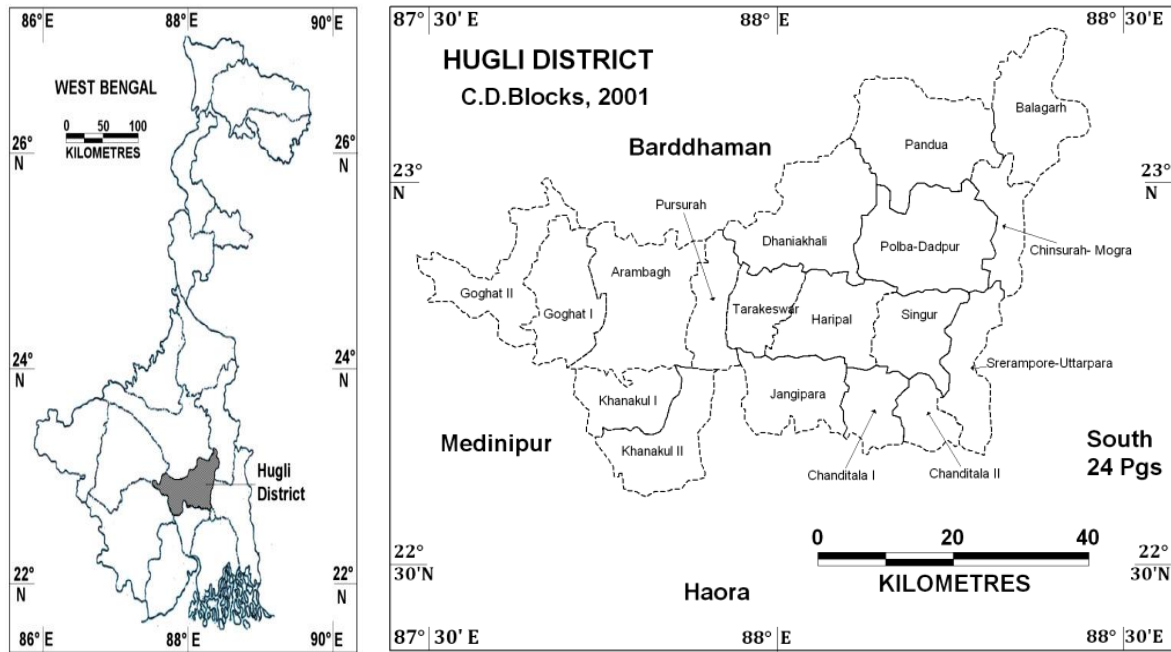 86° E
88° E
90° E
WEST BENGAL
0 50 100
KILOMETRES
26°
N
26°
N
24°
N
24°
N
Hugli
District
22°
N
22°
N
86° E
88° E
90° E
87° 30' E
88° E
88° 30' E
HUGLI DISTRICT
C.D.Blocks, 2001
Balagarh
Pandua
Barddhaman
23°
N
23°
N
Pursurah
Dhaniakhali
Polba-Dadpur
Chinsurah- Mogra
Arambagh
Goghat II
Goghat I
Tarakeswar
Haripal
Singur
Srerampore-Uttarpara
Khanakul I
Jangipara
Medinipur
Khanakul II
Chanditala I
Chanditala II
South
24 Pgs
0 20 40
KILOMETRES
22°
30'N
22°
30'N
Haora
87° 30' E
88° E
88° 30' E